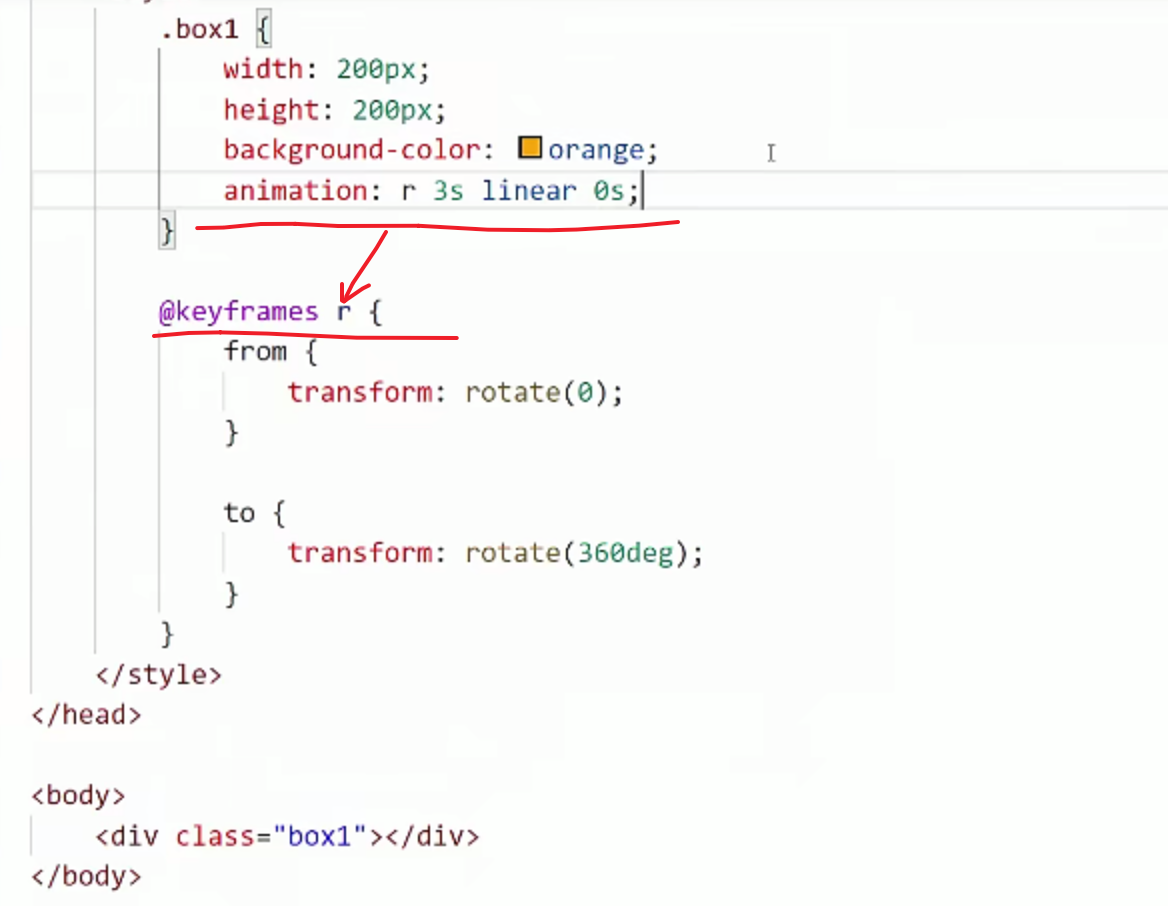 .box1 {
width: 200px;
height: 200px;
background-color: orange;
animation: r 3s linear 0s;
}
@keyframes r {
from {
transform: rotate(0);
}
to {
transform: rotate(360deg);
}
}
</style>
</head>
<body>
<div class="box1"></div>
</body>